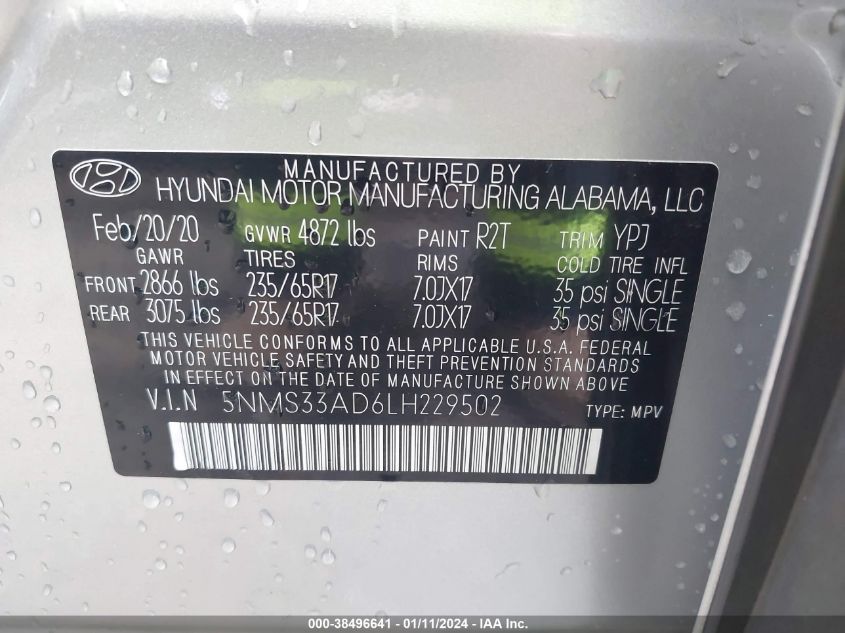 MANUFACTURED BY
HYUNDAI MOTOR MANUFACTURING ALABAMA, LLC
Feb/20/20 GVWR 4872 lbs PAINT R2T TRIM YPJ
GAWR TIRES RIMS COLD TIRE INFL
FRONT 2866 lbs 235/65R17 7.0JX17 35 psi SINGLE
REAR 3075 lbs 235/65R17 7.0JX17 35 psi SINGLE
THIS VEHICLE CONFORMS TO ALL APPLICABLE U.S.A. FEDERAL
MOTOR VEHICLE SAFETY AND THEFT PREVENTION STANDARDS
IN EFFECT ON THE DATE OF MANUFACTURE SHOWN ABOVE.
V.I.N 5NMS33AD6LH229502 TYPE: MPV
000-38496641 - 01/11/2024 - IAA Inc.